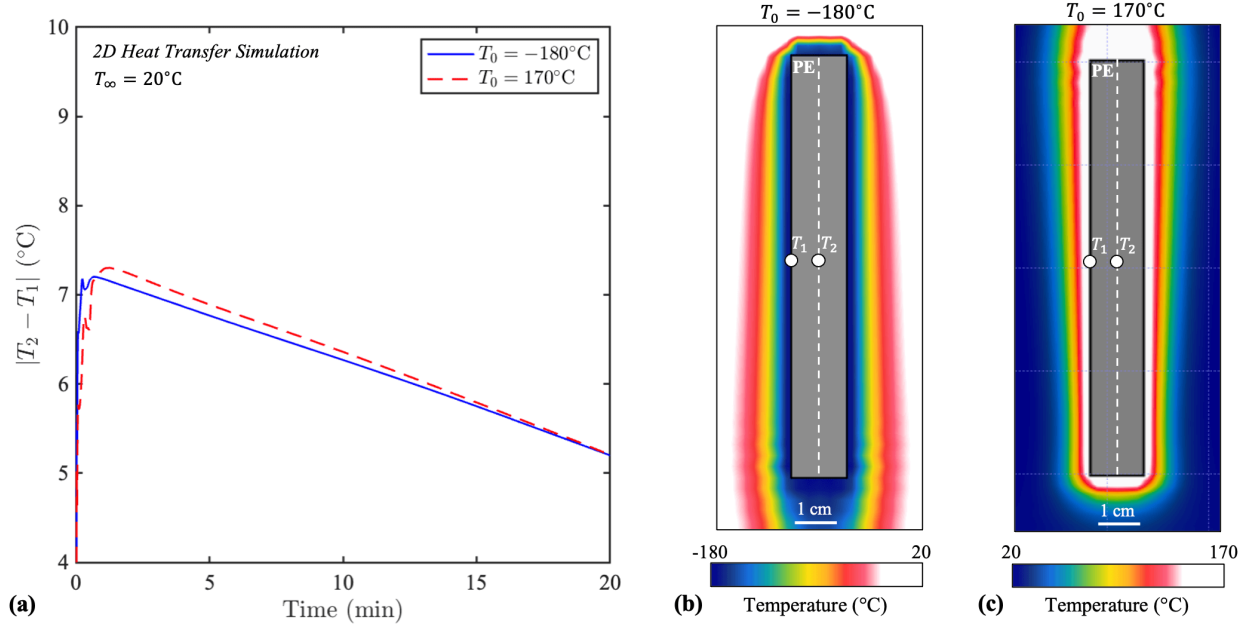 2D Heat Transfer Simulation
T∞ = 20°C
T₀ = −180°C
T₀ = 170°C
10
9
8
7
6
5
4
|T₂ − T₁| (°C)
0
5
10
15
20
Time (min)
(a)
T₀ = −180°C
PE
T₁
T₂
1 cm
-180
20
Temperature (°C)
(b)
T₀ = 170°C
PE
T₁
T₂
1 cm
20
170
Temperature (°C)
(c)